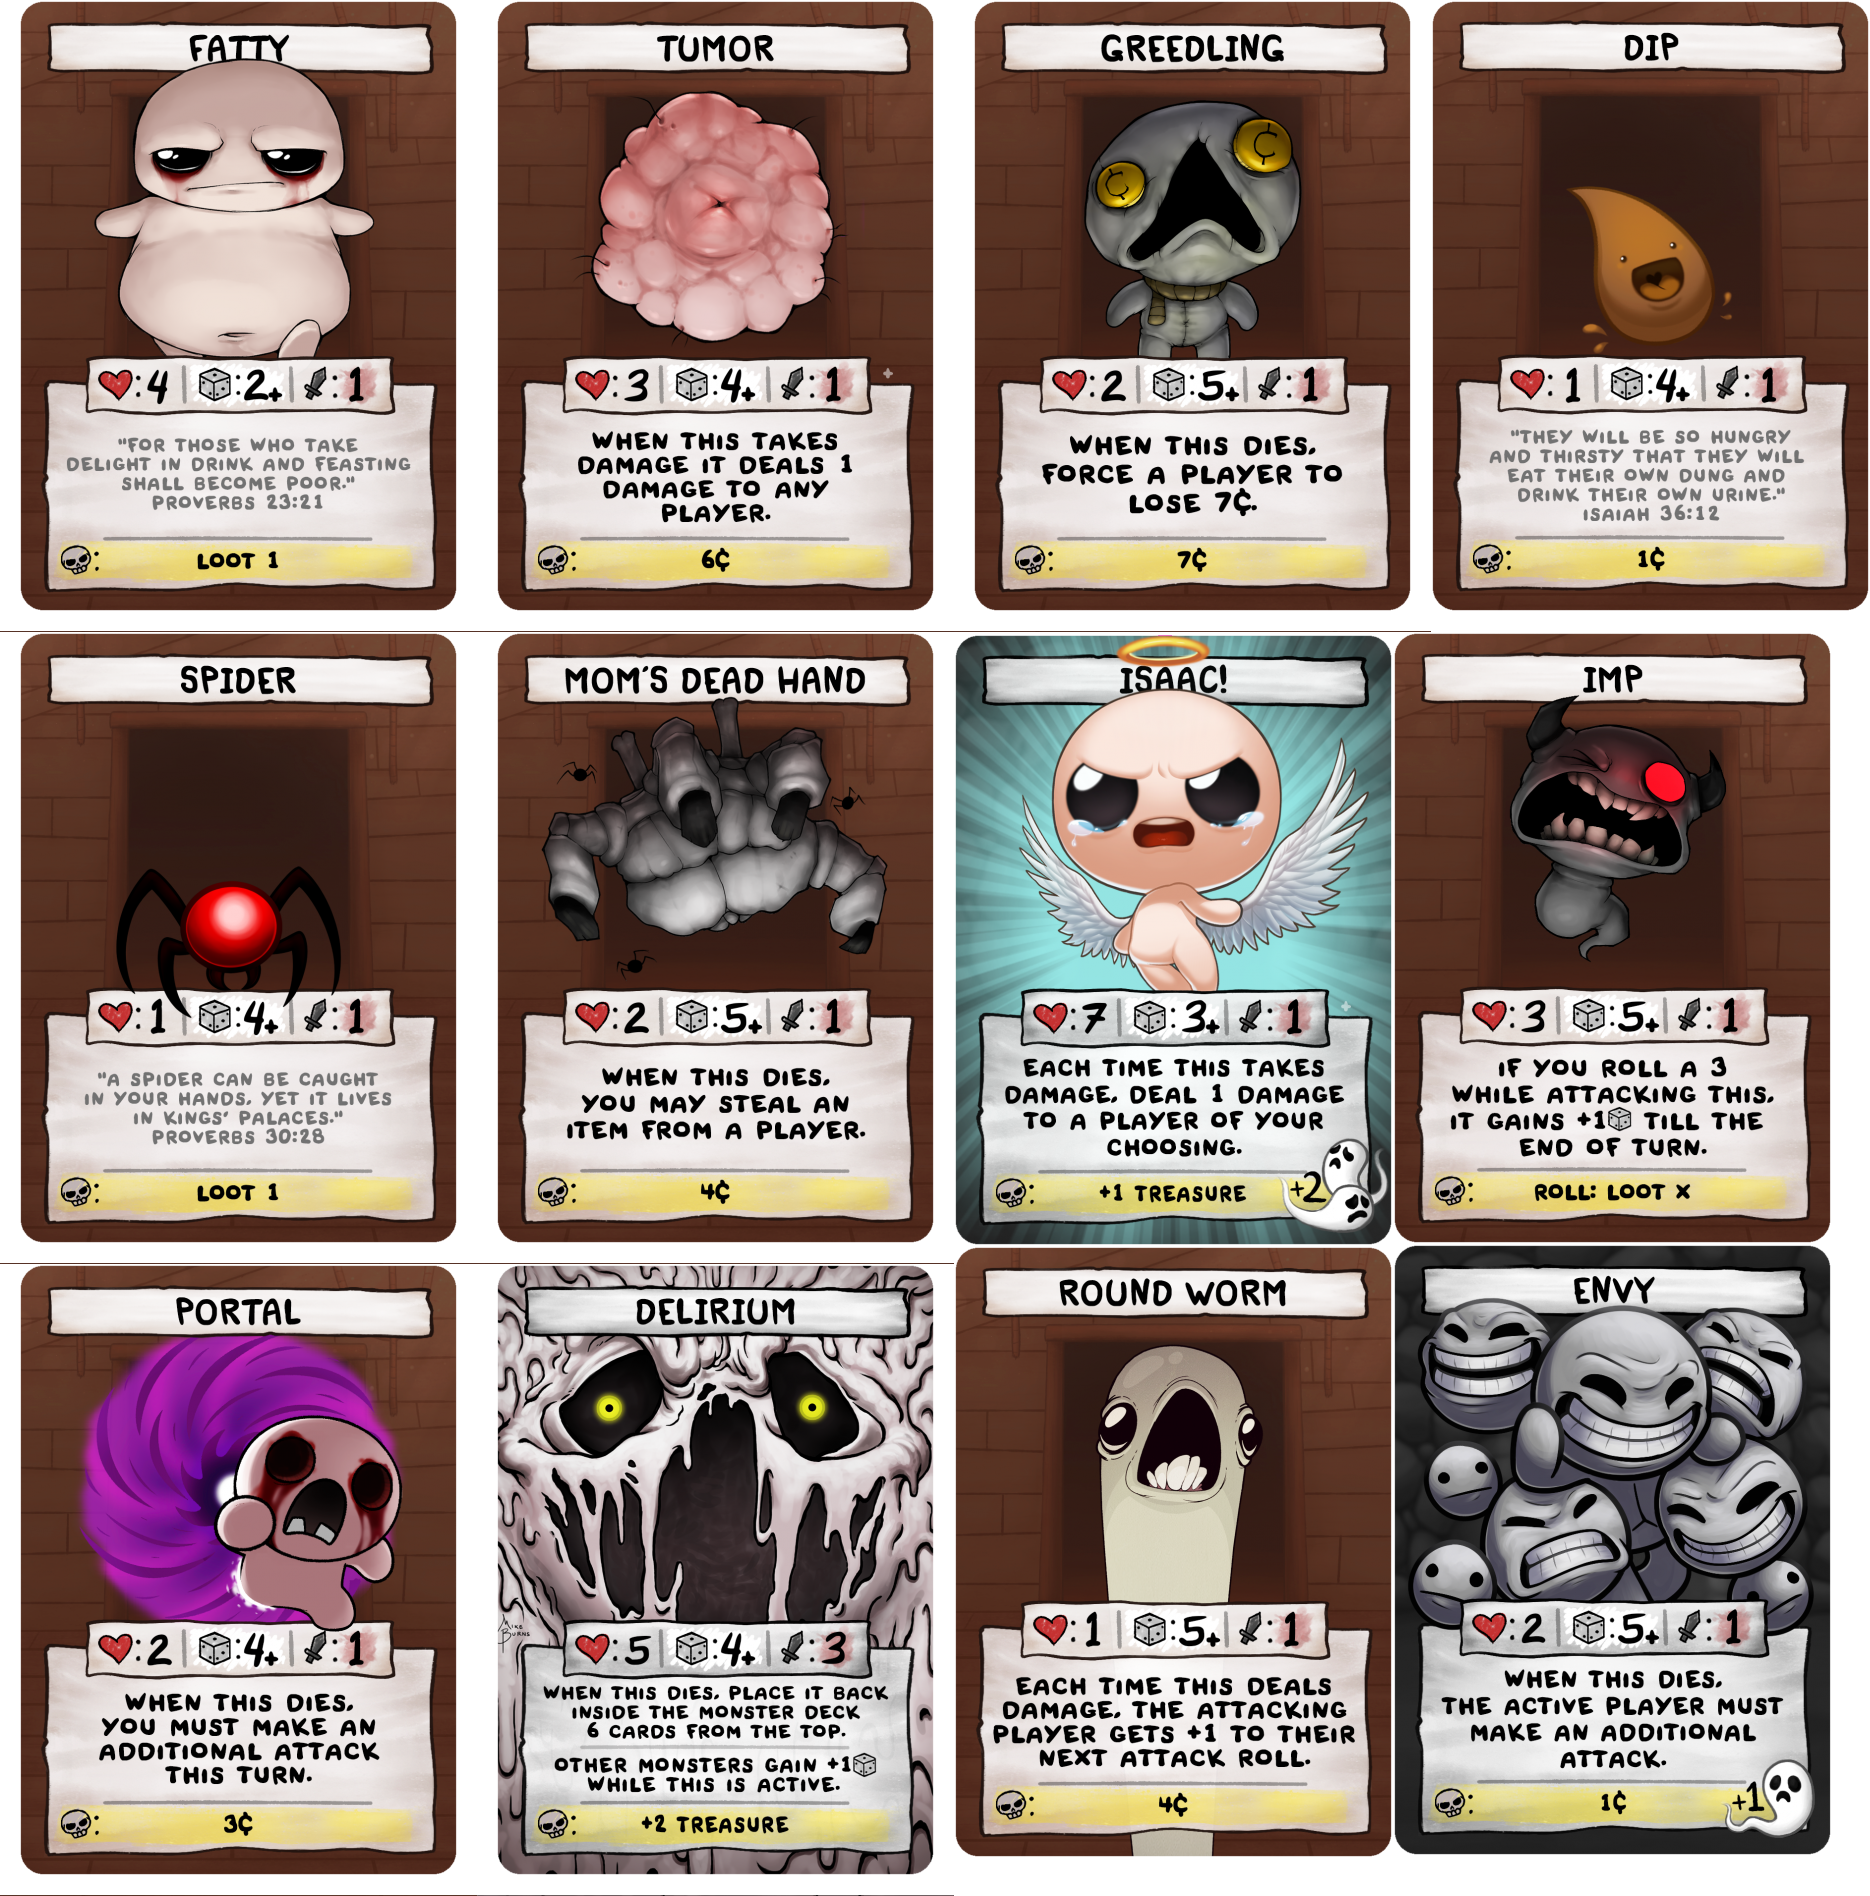 FATTY
:4 :2+ :1
"FOR THOSE WHO TAKE
DELIGHT IN DRINK AND FEASTING
SHALL BECOME POOR."
PROVERBS 23:21
: LOOT 1
TUMOR
:3 :4+ :1
WHEN THIS TAKES
DAMAGE IT DEALS 1
DAMAGE TO ANY
PLAYER.
: 6¢
GREEDLING
¢ ¢
:2 :5+ :1
WHEN THIS DIES,
FORCE A PLAYER TO
LOSE 7¢.
: 7¢
DIP
:1 :4+ :1
"THEY WILL BE SO HUNGRY
AND THIRSTY THAT THEY WILL
EAT THEIR OWN DUNG AND
DRINK THEIR OWN URINE."
ISAIAH 36:12
: 1¢
SPIDER
:1 :4+ :1
"A SPIDER CAN BE CAUGHT
IN YOUR HANDS, YET IT LIVES
IN KINGS' PALACES."
PROVERBS 30:28
: LOOT 1
MOM'S DEAD HAND
:2 :5+ :1
WHEN THIS DIES,
YOU MAY STEAL AN
ITEM FROM A PLAYER.
: 4¢
ISAAC!
:7 :3+ :1
EACH TIME THIS TAKES
DAMAGE, DEAL 1 DAMAGE
TO A PLAYER OF YOUR
CHOOSING.
: +1 TREASURE +2
IMP
:3 :5+ :1
IF YOU ROLL A 3
WHILE ATTACKING THIS,
IT GAINS +1 TILL THE
END OF TURN.
: ROLL: LOOT X
PORTAL
:2 :4+ :1
WHEN THIS DIES,
YOU MUST MAKE AN
ADDITIONAL ATTACK
THIS TURN.
: 3¢
DELIRIUM
MIKE
BURNS
:5 :4+ :3
WHEN THIS DIES, PLACE IT BACK
INSIDE THE MONSTER DECK
6 CARDS FROM THE TOP.
OTHER MONSTERS GAIN +1
WHILE THIS IS ACTIVE.
: +2 TREASURE
ROUND WORM
:1 :5+ :1
EACH TIME THIS DEALS
DAMAGE, THE ATTACKING
PLAYER GETS +1 TO THEIR
NEXT ATTACK ROLL.
: 4¢
ENVY
:2 :5+ :1
WHEN THIS DIES,
THE ACTIVE PLAYER MUST
MAKE AN ADDITIONAL
ATTACK.
: 1¢ +1